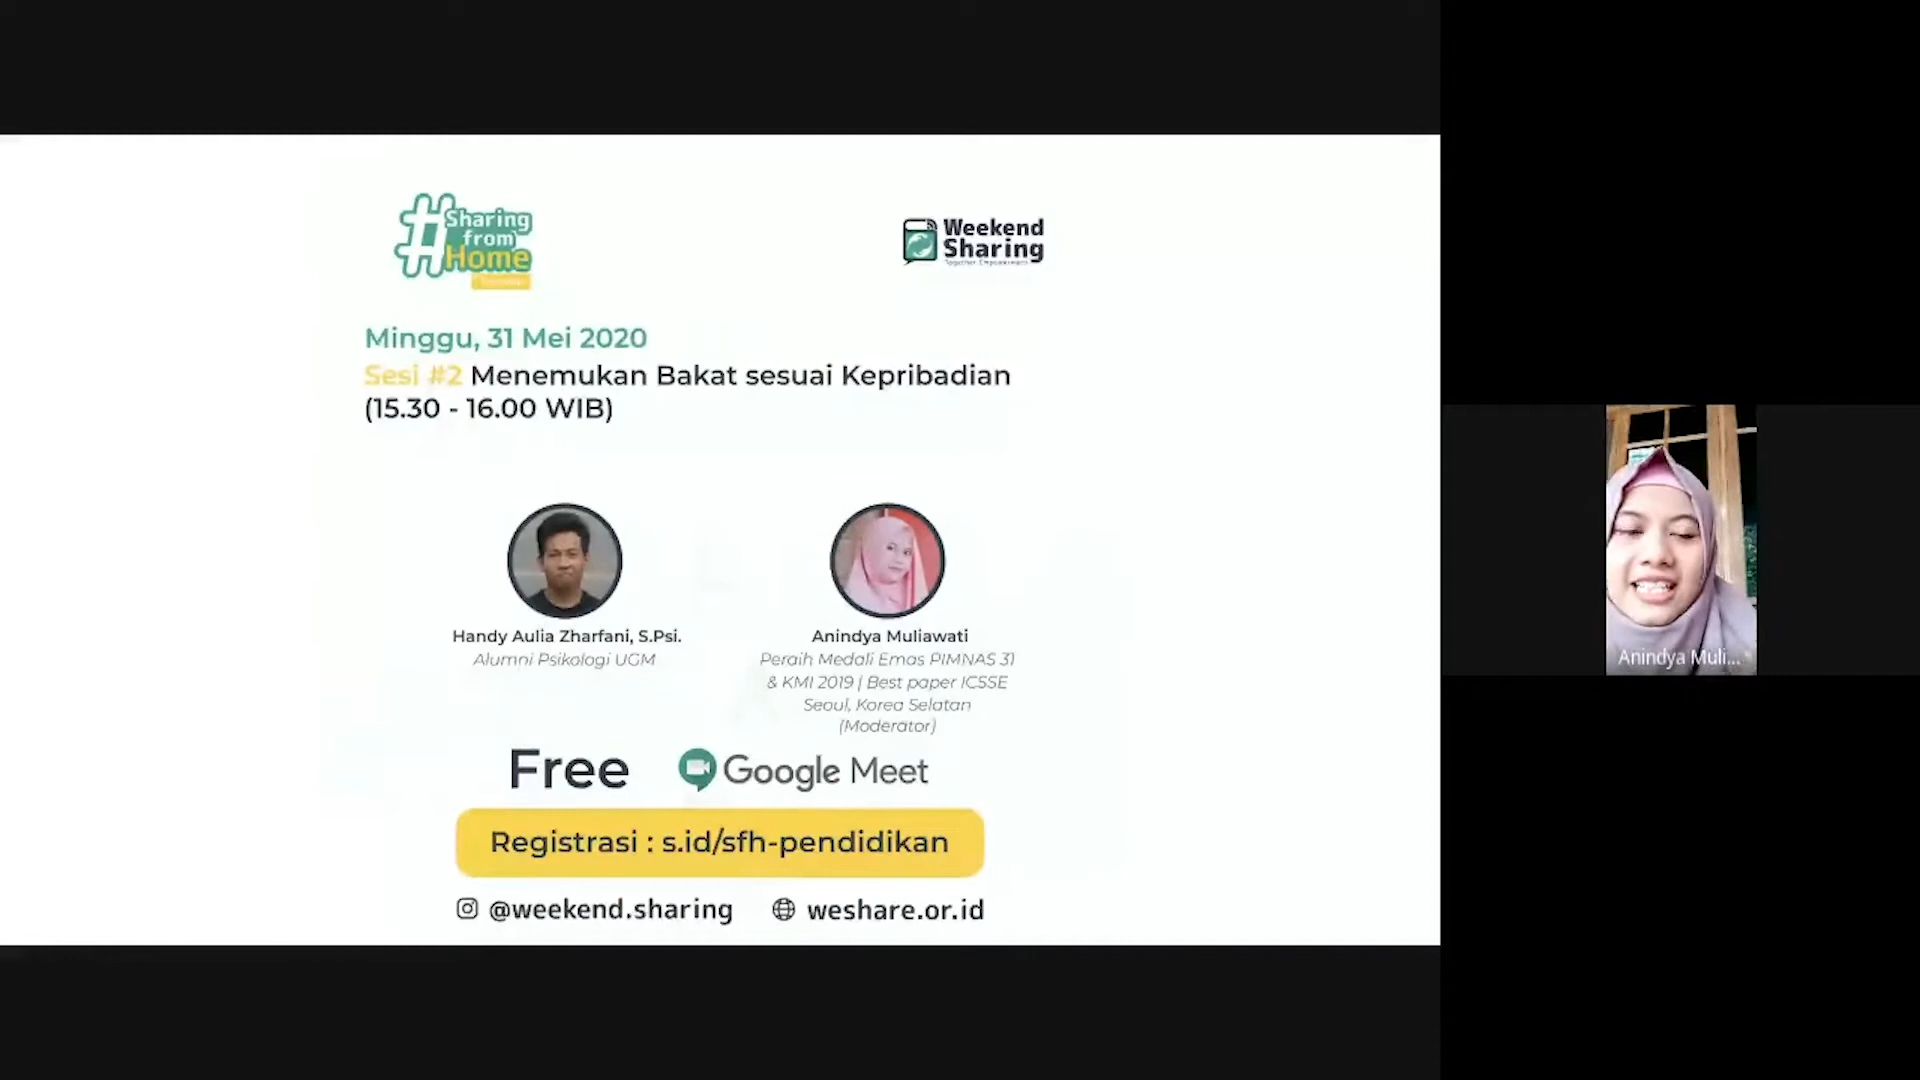 #Sharing
from
Home
Weekend
Sharing
Together Empowerment
Minggu, 31 Mei 2020
Sesi #2 Menemukan Bakat sesuai Kepribadian
(15.30 - 16.00 WIB)
Handy Aulia Zharfani, S.Psi.
Alumni Psikologi UGM
Anindya Muliawati
Peraih Medali Emas PIMNAS 31
& KMI 2019 | Best paper ICSSE
Seoul, Korea Selatan
(Moderator)
Free
Google Meet
Registrasi : s.id/sfh-pendidikan
@weekend.sharing
weshare.or.id
Anindya Muli...